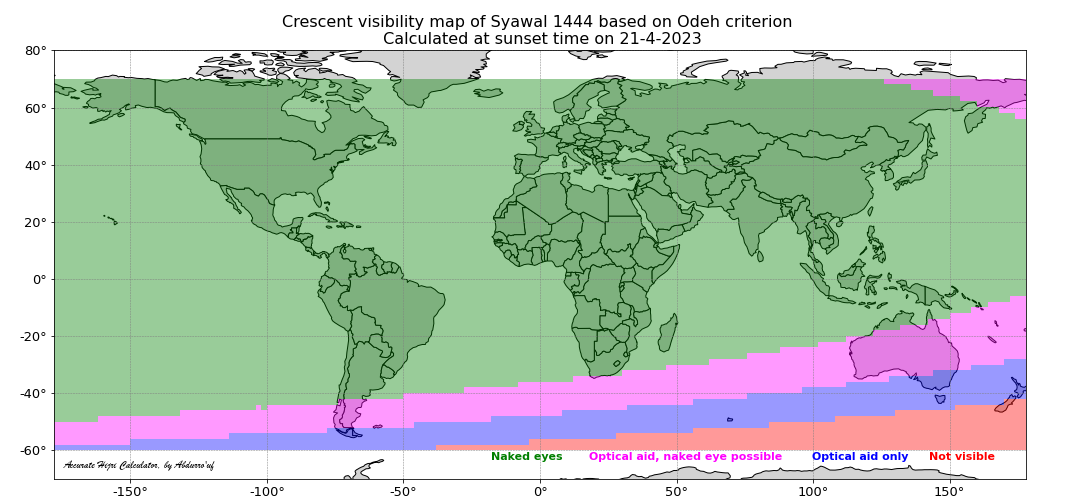 Crescent visibility map of Syawal 1444 based on Odeh criterion
Calculated at sunset time on 21-4-2023
80°
60°
40°
20°
0°
-20°
-40°
-60°
Accurate Hijri Calculator, by Abdurro'uf
Naked eyes Optical aid, naked eye possible Optical aid only Not visible
-150° -100° -50° 0° 50° 100° 150°